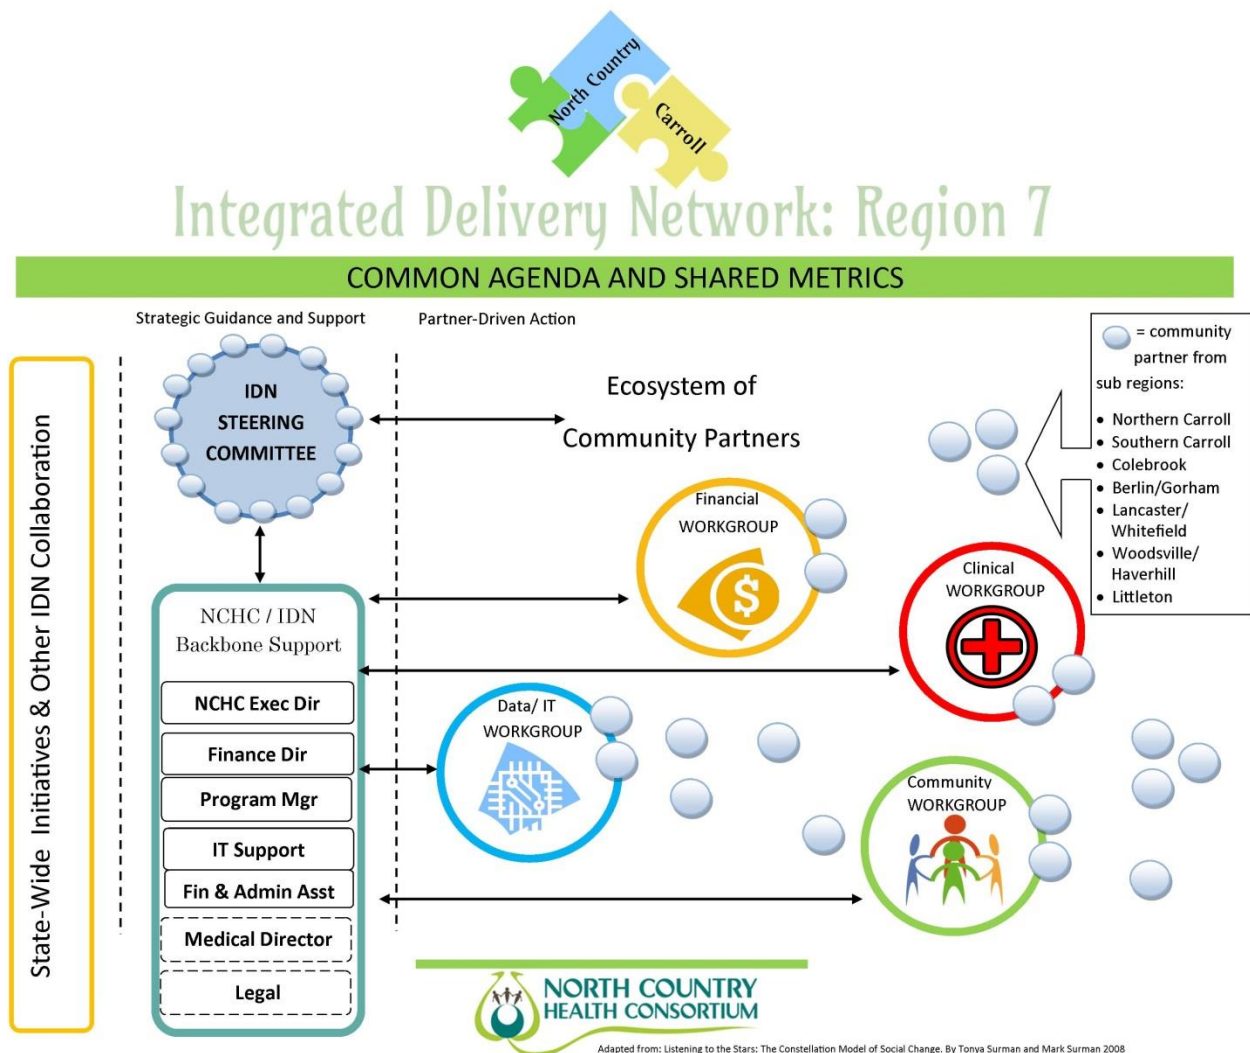 North Country
Carroll
Integrated Delivery Network: Region 7
COMMON AGENDA AND SHARED METRICS
Strategic Guidance and Support
Partner-Driven Action
State-Wide Initiatives & Other IDN Collaboration
IDN
STEERING
COMMITTEE
Ecosystem of
Community Partners
= community
partner from
sub regions:
• Northern Carroll
• Southern Carroll
• Colebrook
• Berlin/Gorham
• Lancaster/
Whitefield
• Woodsville/
Haverhill
• Littleton
Financial
WORKGROUP
$
Clinical
WORKGROUP
NCHC / IDN
Backbone Support
NCHC Exec Dir
Finance Dir
Program Mgr
IT Support
Fin & Admin Asst
Medical Director
Legal
Data/ IT
WORKGROUP
Community
WORKGROUP
NORTH COUNTRY
HEALTH CONSORTIUM
Adapted from: Listening to the Stars: The Constellation Model of Social Change. By Tonya Surman and Mark Surman 2008